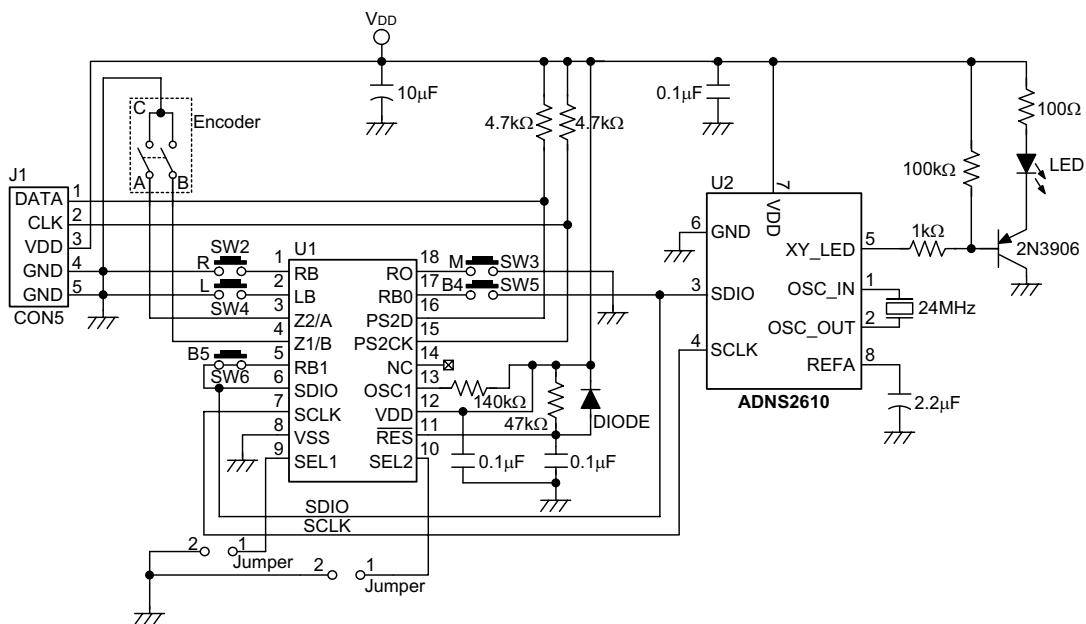 VDD
10µF
0.1µF
4.7kΩ
4.7kΩ
100Ω
LED
100kΩ
1kΩ
2N3906
C
Encoder
A
B
J1
DATA 1
CLK 2
VDD 3
GND 4
GND 5
CON5
SW2
R
L
SW4
B5
SW6
U1
1 RB
2 LB
3 Z2/A
4 Z1/B
5 RB1
6 SDIO
7 SCLK
8 VSS
9 SEL1
RO 18
RB0 17
PS2D 16
PS2CK 15
NC 14
OSC1 13
VDD 12
RES 11
SEL2 10
M SW3
B4 SW5
140kΩ
47kΩ
DIODE
0.1µF
0.1µF
SDIO
SCLK
2 1
Jumper
2 1
Jumper
U2
7
VDD
6 GND
3 SDIO
4 SCLK
XY_LED 5
OSC_IN 1
OSC_OUT 2
REFA 8
ADNS2610
24MHz
2.2µF